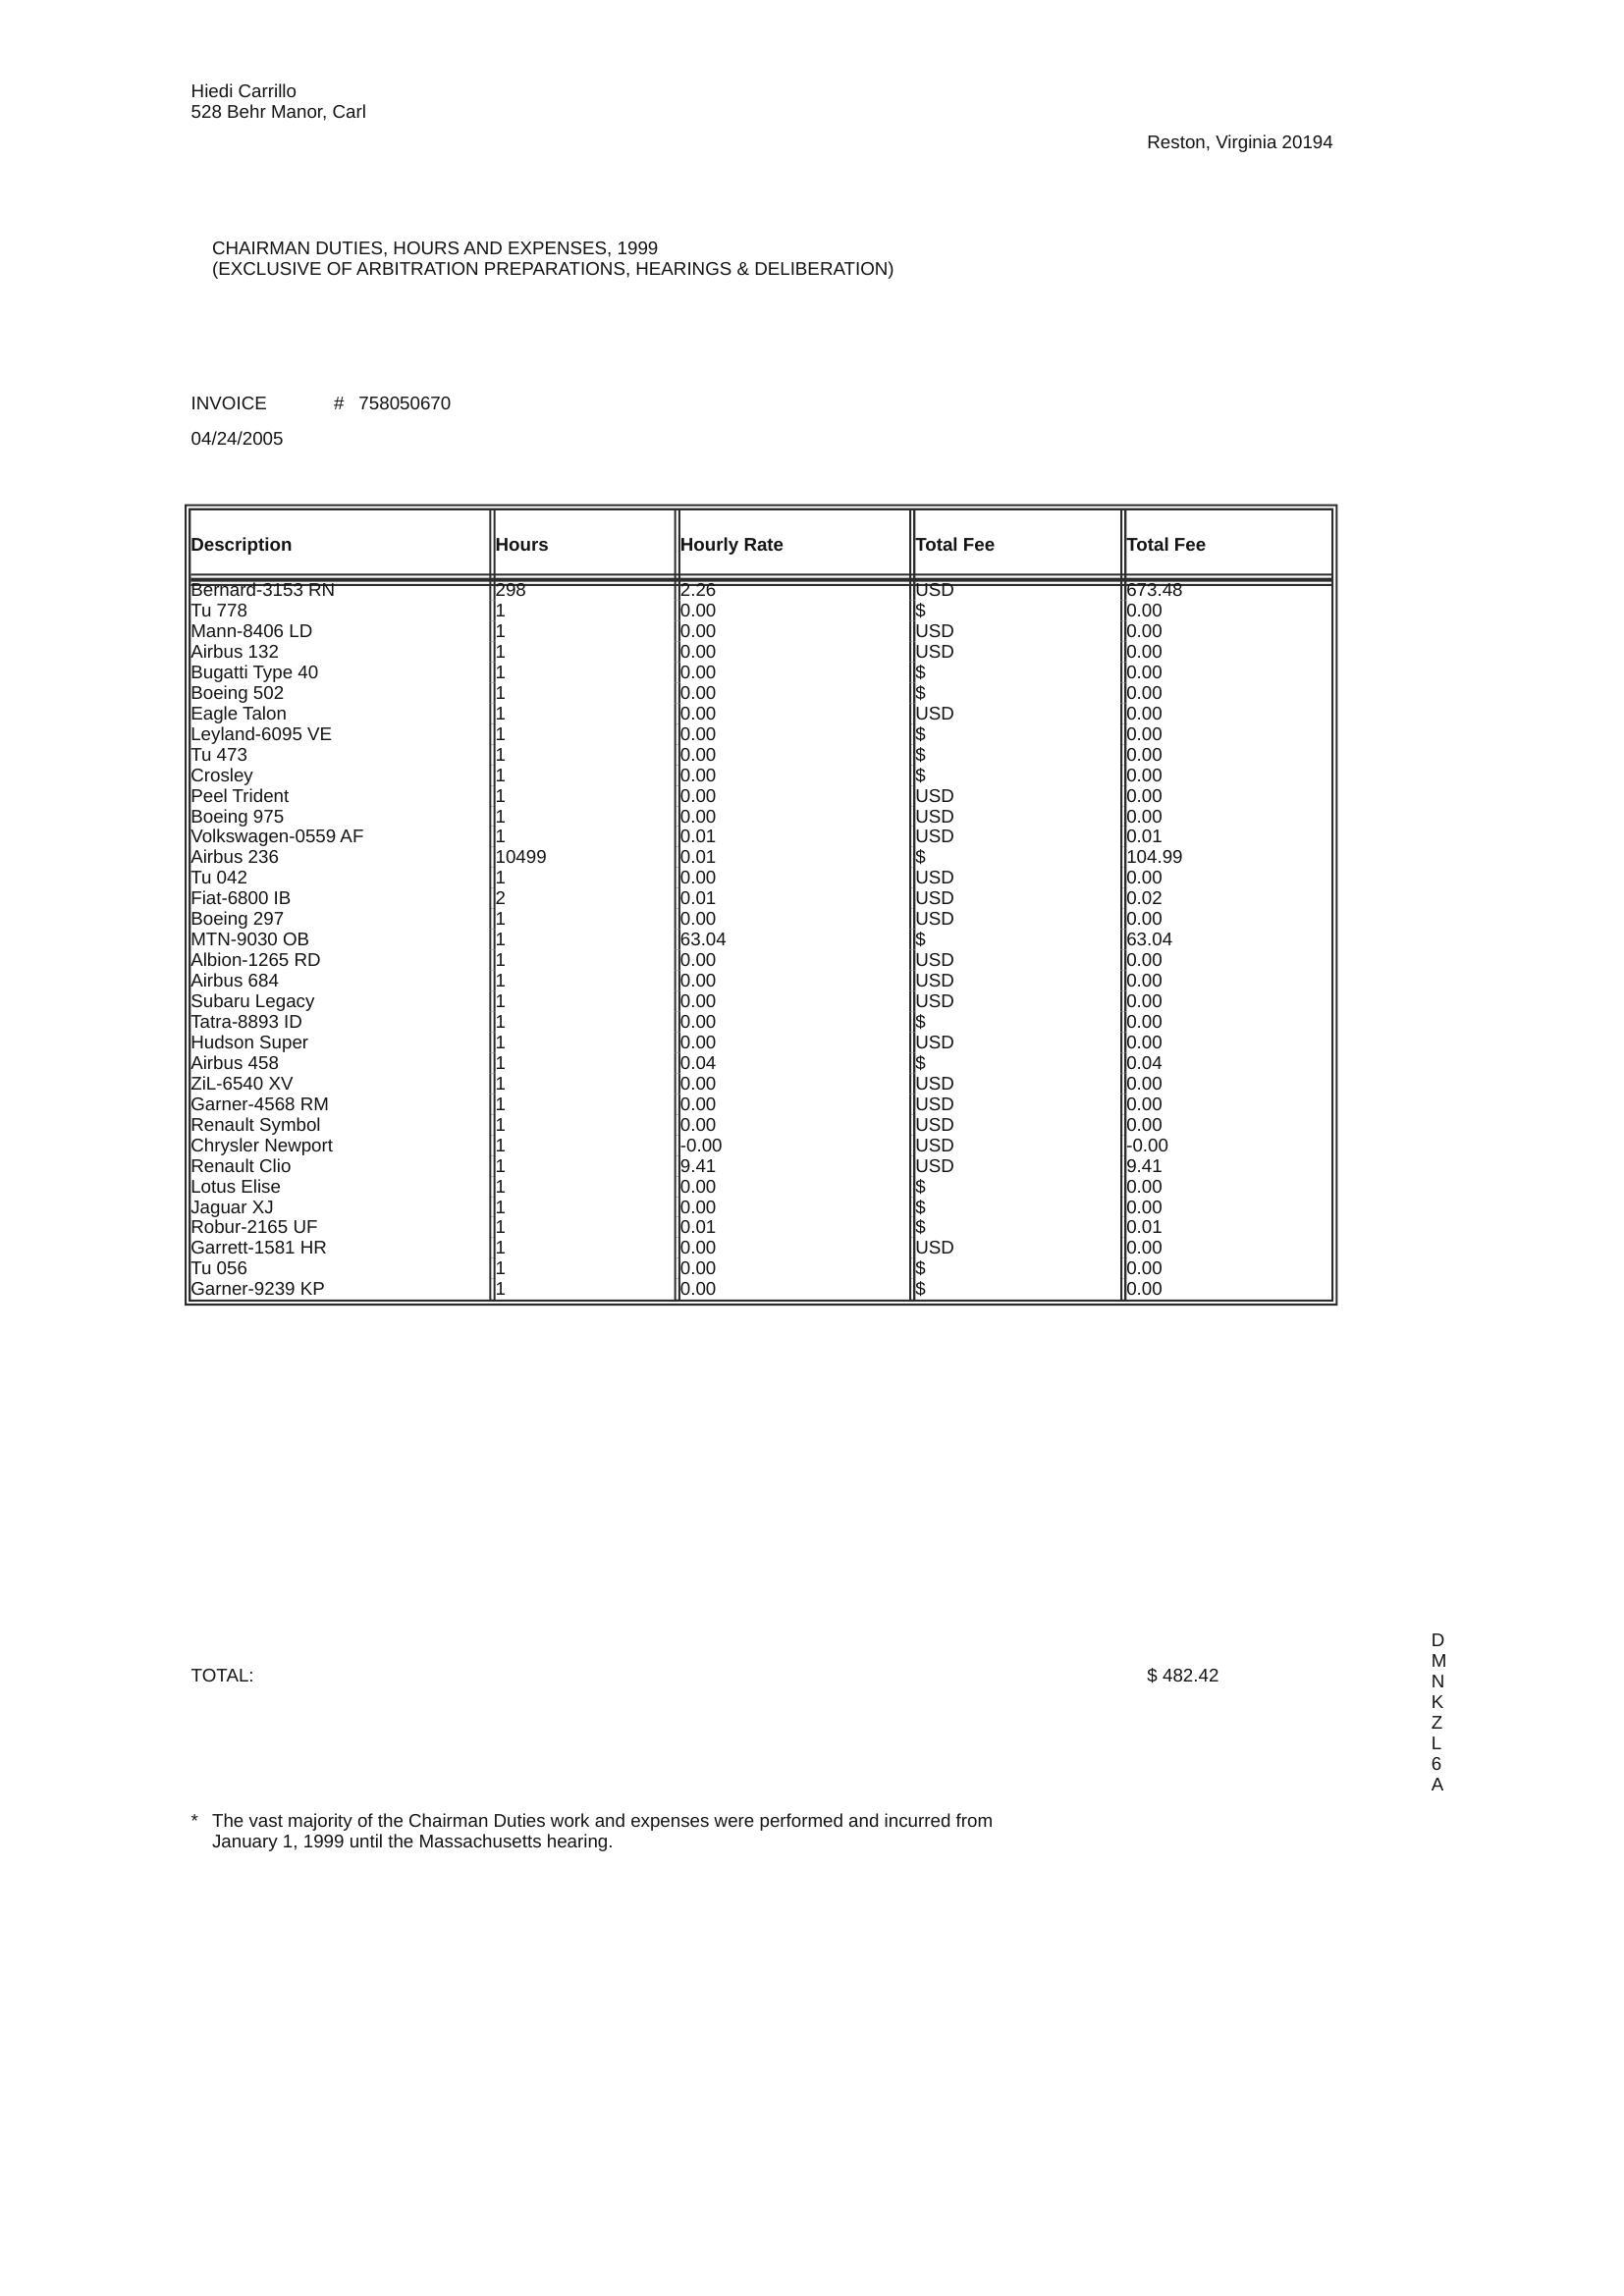 Hiedi Carrillo
528 Behr Manor, Carl
Reston, Virginia 20194
CHAIRMAN DUTIES, HOURS AND EXPENSES, 1999
(EXCLUSIVE OF ARBITRATION PREPARATIONS, HEARINGS & DELIBERATION)
INVOICE # 758050670
04/24/2005
Description Hours Hourly Rate Total Fee Total Fee
Bernard-3153 RN 298 2.26 USD 673.48
Tu 778 1 0.00 $ 0.00
Mann-8406 LD 1 0.00 USD 0.00
Airbus 132 1 0.00 USD 0.00
Bugatti Type 40 1 0.00 $ 0.00
Boeing 502 1 0.00 $ 0.00
Eagle Talon 1 0.00 USD 0.00
Leyland-6095 VE 1 0.00 $ 0.00
Tu 473 1 0.00 $ 0.00
Crosley 1 0.00 $ 0.00
Peel Trident 1 0.00 USD 0.00
Boeing 975 1 0.00 USD 0.00
Volkswagen-0559 AF 1 0.01 USD 0.01
Airbus 236 10499 0.01 $ 104.99
Tu 042 1 0.00 USD 0.00
Fiat-6800 IB 2 0.01 USD 0.02
Boeing 297 1 0.00 USD 0.00
MTN-9030 OB 1 63.04 $ 63.04
Albion-1265 RD 1 0.00 USD 0.00
Airbus 684 1 0.00 USD 0.00
Subaru Legacy 1 0.00 USD 0.00
Tatra-8893 ID 1 0.00 $ 0.00
Hudson Super 1 0.00 USD 0.00
Airbus 458 1 0.04 $ 0.04
ZiL-6540 XV 1 0.00 USD 0.00
Garner-4568 RM 1 0.00 USD 0.00
Renault Symbol 1 0.00 USD 0.00
Chrysler Newport 1 -0.00 USD -0.00
Renault Clio 1 9.41 USD 9.41
Lotus Elise 1 0.00 $ 0.00
Jaguar XJ 1 0.00 $ 0.00
Robur-2165 UF 1 0.01 $ 0.01
Garrett-1581 HR 1 0.00 USD 0.00
Tu 056 1 0.00 $ 0.00
Garner-9239 KP 1 0.00 $ 0.00
TOTAL: $ 482.42
D
M
N
K
Z
L
6
A
* The vast majority of the Chairman Duties work and expenses were performed and incurred from
January 1, 1999 until the Massachusetts hearing.